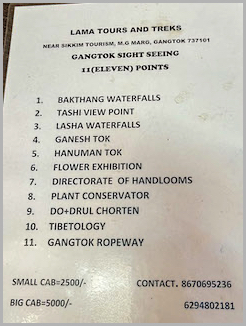 LAMA TOURS AND TREKS
NEAR SIKKIM TOURISM, M.G MARG, GANGTOK 737101
GANGTOK SIGHT SEEING
11(ELEVEN) POINTS
1. BAKTHANG WATERFALLS
2. TASHI VIEW POINT
3. LASHA WATERFALLS
4. GANESH TOK
5. HANUMAN TOK
6. FLOWER EXHIBITION
7. DIRECTORATE OF HANDLOOMS
8. PLANT CONSERVATOR
9. DO+DRUL CHORTEN
10. TIBETOLOGY
11. GANGTOK ROPEWAY
SMALL CAB=2500/- CONTACT. 8670695236
BIG CAB=5000/- 6294802181